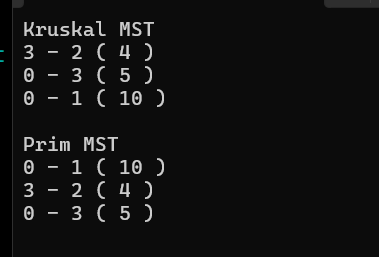 Kruskal MST
3 - 2 ( 4 )
0 - 3 ( 5 )
0 - 1 ( 10 )
Prim MST
0 - 1 ( 10 )
3 - 2 ( 4 )
0 - 3 ( 5 )